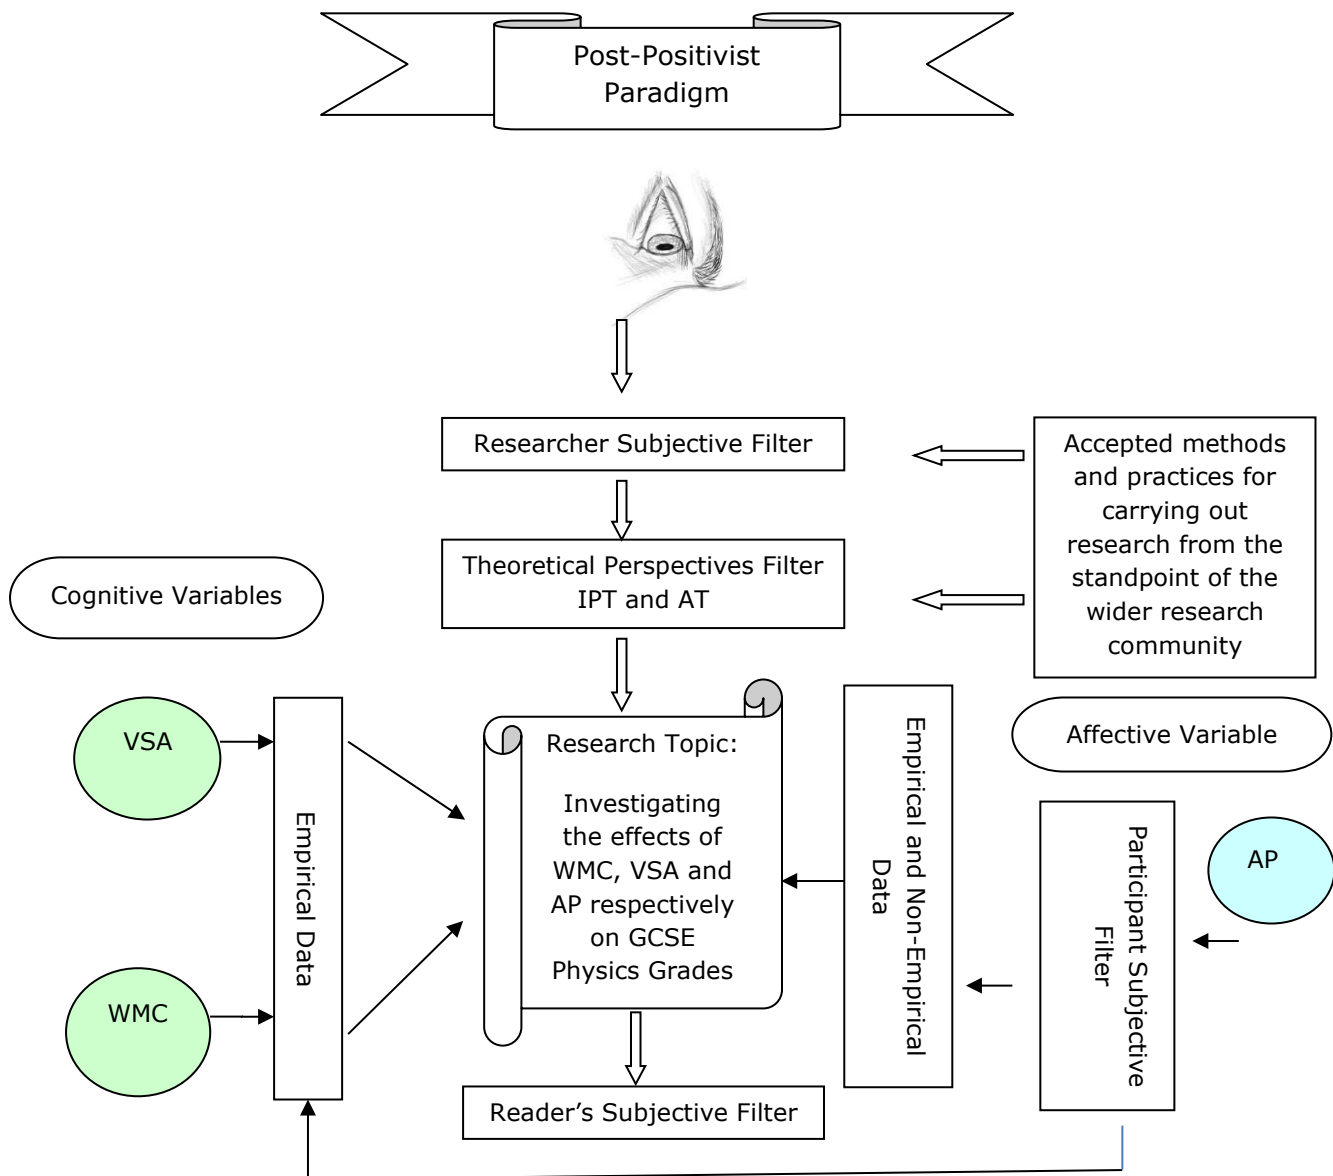 Post-Positivist
Paradigm
Researcher Subjective Filter
Accepted methods
and practices for
carrying out
research from the
standpoint of the
wider research
community
Theoretical Perspectives Filter
IPT and AT
Cognitive Variables
Affective Variable
VSA
WMC
Empirical Data
Research Topic:
Investigating
the effects of
WMC, VSA and
AP respectively
on GCSE
Physics Grades
Empirical and Non-Empirical
Data
Participant Subjective
Filter
AP
Reader’s Subjective Filter